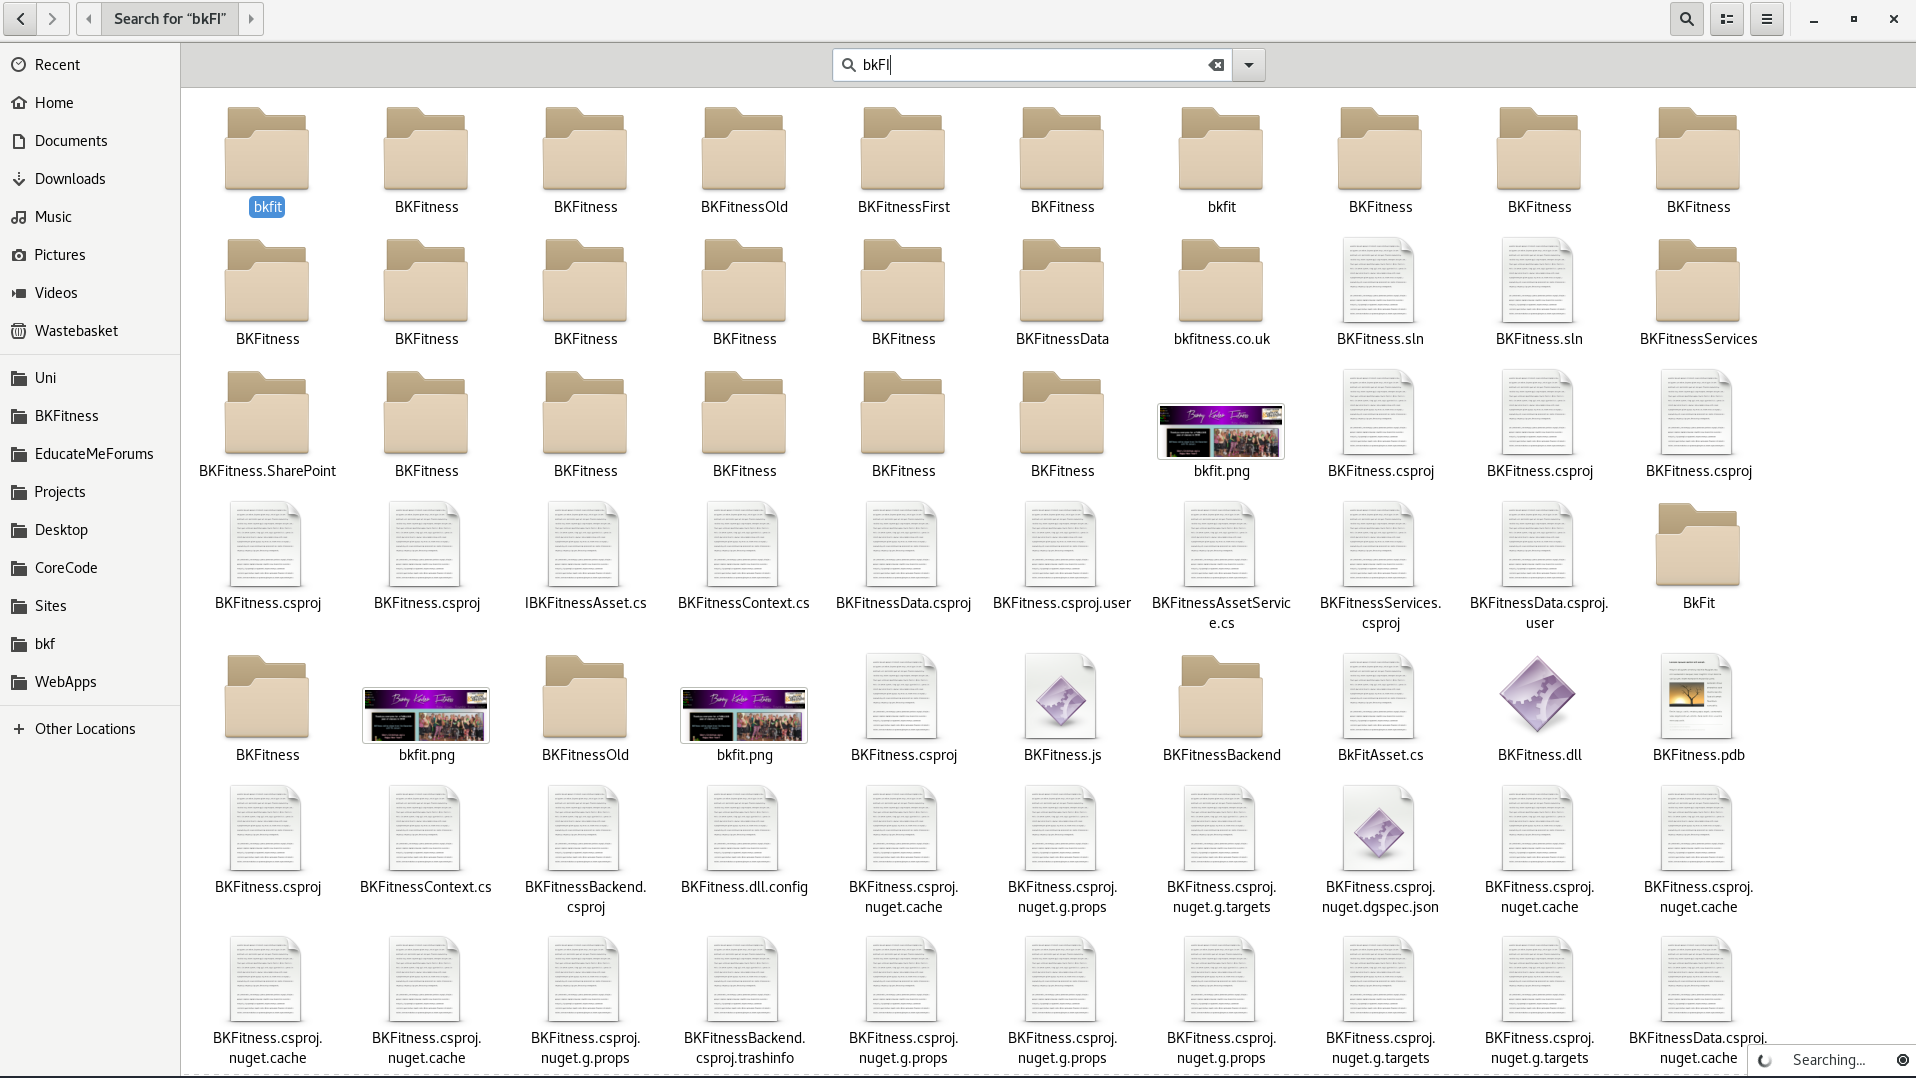 Search for “bkFI”
bkFI
Recent
Home
Documents
Downloads
Music
Pictures
Videos
Wastebasket
Uni
BKFitness
EducateMeForums
Projects
Desktop
CoreCode
Sites
bkf
WebApps
Other Locations
bkfit BKFitness BKFitness BKFitnessOld BKFitnessFirst BKFitness bkfit BKFitness BKFitness BKFitness
BKFitness BKFitness BKFitness BKFitness BKFitness BKFitnessData bkfitness.co.uk BKFitness.sln BKFitness.sln BKFitnessServices
Benny Fitness
BKFitness.SharePoint BKFitness BKFitness BKFitness BKFitness BKFitness bkfit.png BKFitness.csproj BKFitness.csproj BKFitness.csproj
BKFitness.csproj BKFitness.csproj IBKFitnessAsset.cs BKFitnessContext.cs BKFitnessData.csproj BKFitness.csproj.user BKFitnessAssetServic BKFitnessServices. BKFitnessData.csproj. BkFit
e.cs csproj user
BKFitness bkfit.png BKFitnessOld bkfit.png BKFitness.csproj BKFitness.js BKFitnessBackend BkFitAsset.cs BKFitness.dll BKFitness.pdb
BKFitness.csproj BKFitnessContext.cs BKFitnessBackend. BKFitness.dll.config BKFitness.csproj. BKFitness.csproj. BKFitness.csproj. BKFitness.csproj. BKFitness.csproj. BKFitness.csproj.
csproj nuget.cache nuget.g.props nuget.g.targets nuget.dgspec.json nuget.cache nuget.cache
BKFitness.csproj. BKFitness.csproj. BKFitness.csproj. BKFitnessBackend. BKFitness.csproj. BKFitness.csproj. BKFitness.csproj. BKFitness.csproj. BKFitness.csproj. BKFitnessData.csproj.
nuget.cache nuget.cache nuget.g.props csproj.trashinfo nuget.g.props nuget.g.props nuget.g.props nuget.g.targets nuget.g.targets nuget.cache
Searching...